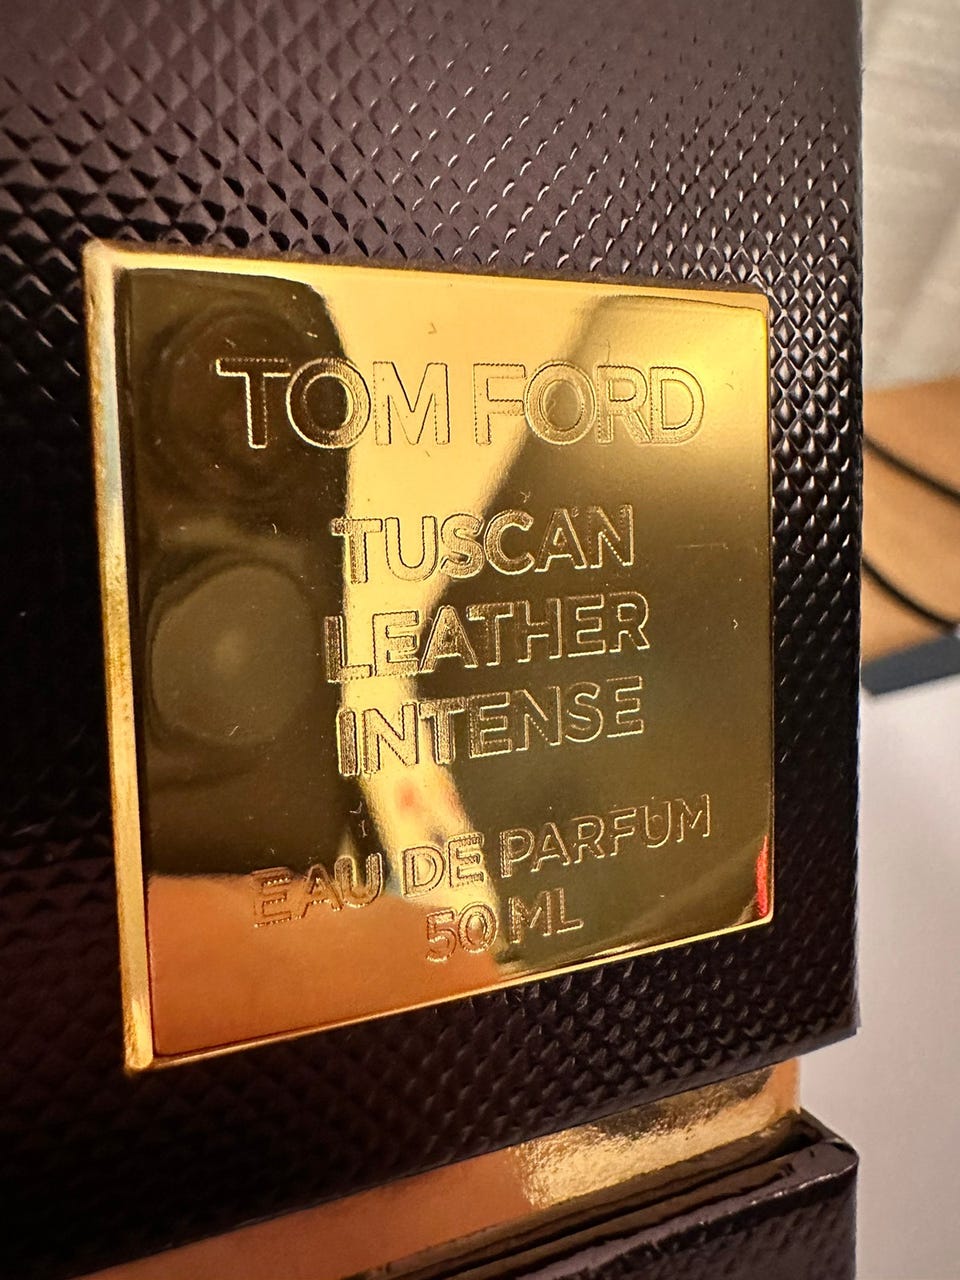 TOM FORD
TUSCAN
LEATHER
INTENSE
EAU DE PARFUM
50 ML